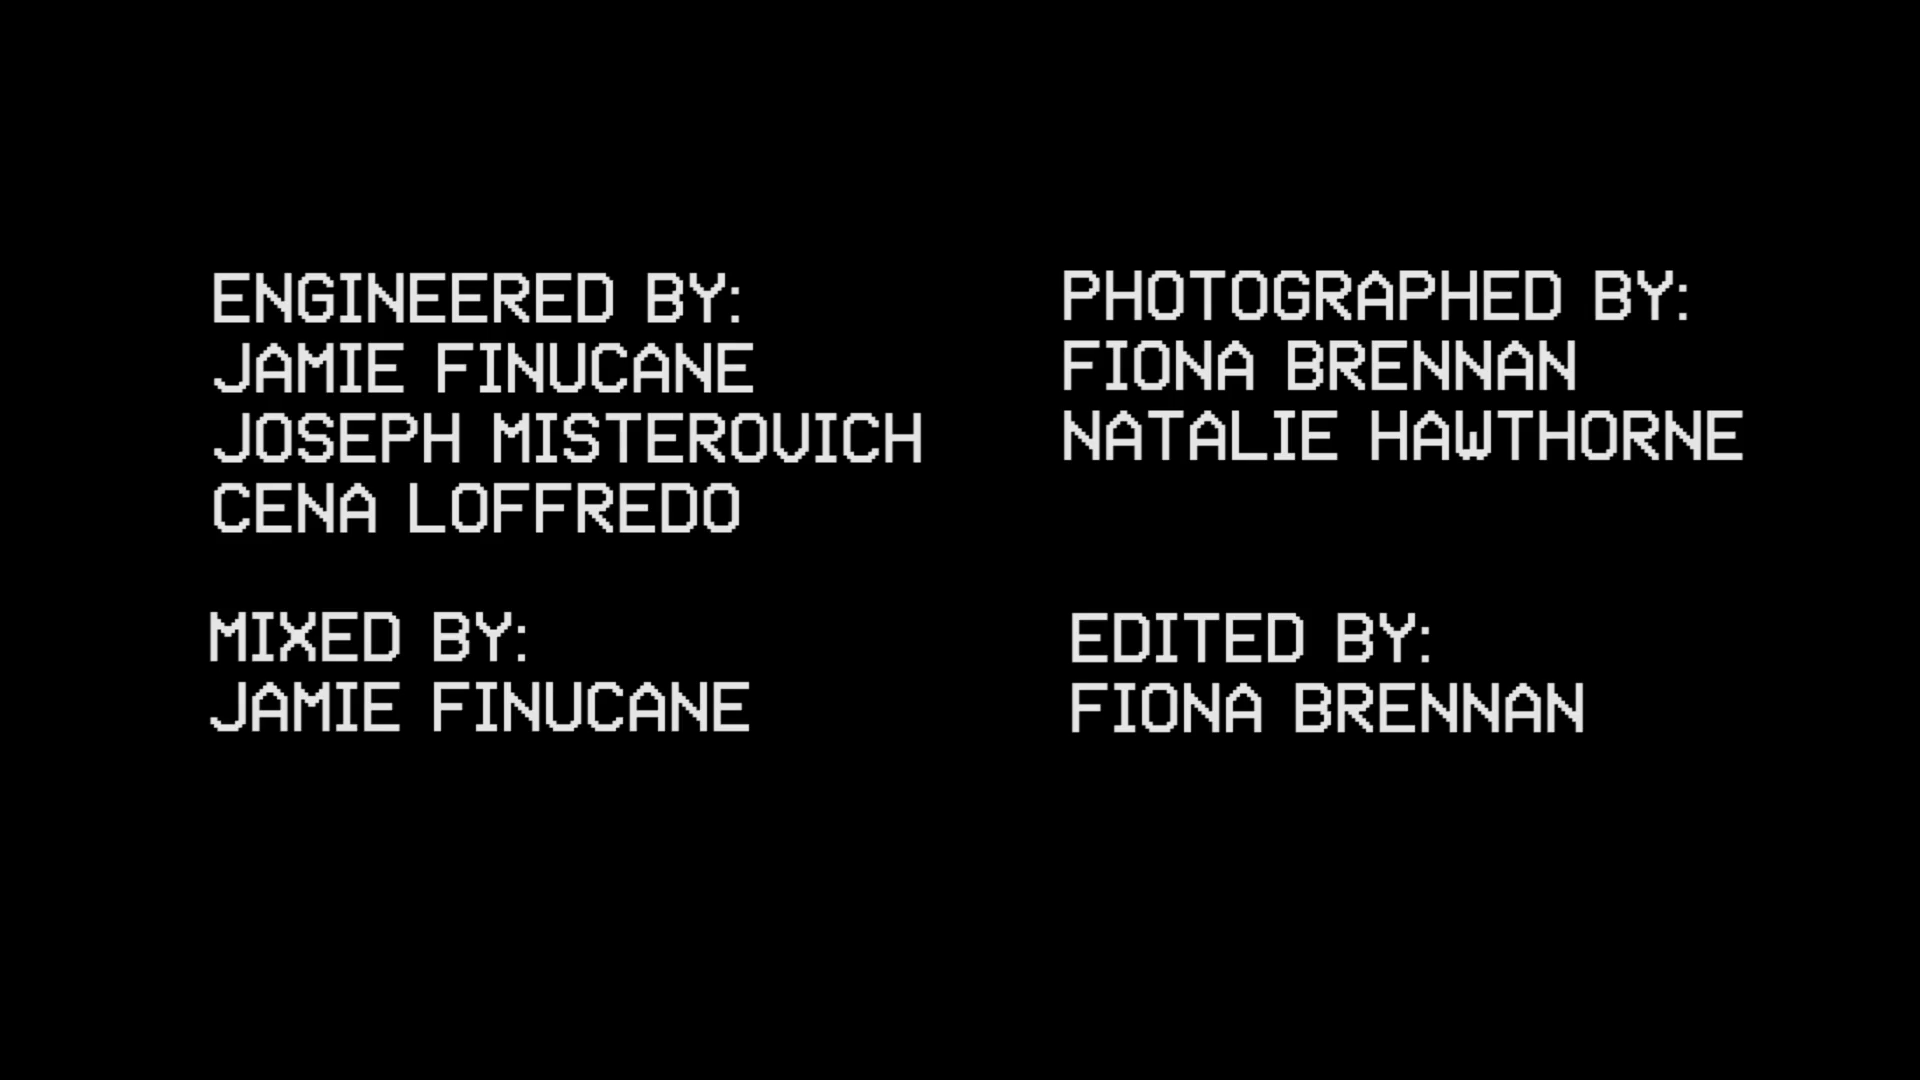 ENGINEERED BY:
JAMIE FINUCANE
JOSEPH MISTEROVICH
CENA LOFFREDO
MIXED BY:
JAMIE FINUCANE
PHOTOGRAPHED BY:
FIONA BRENNAN
NATALIE HAWTHORNE
EDITED BY:
FIONA BRENNAN